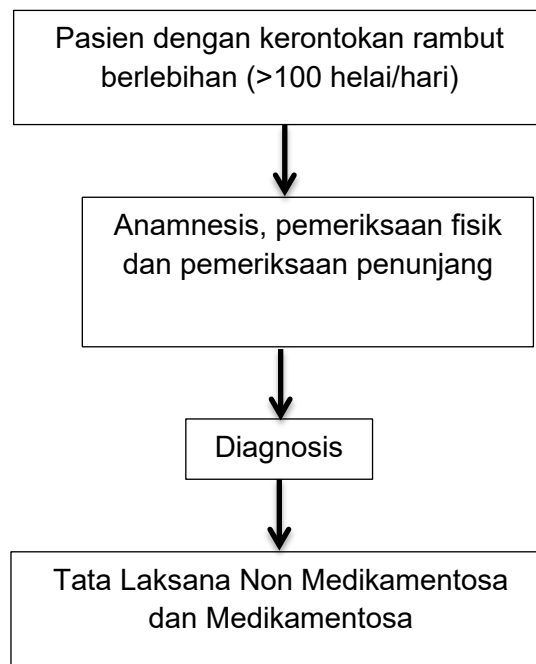 Pasien dengan kerontokan rambut
berlebihan (>100 helai/hari)
Anamnesis, pemeriksaan fisik
dan pemeriksaan penunjang
Diagnosis
Tata Laksana Non Medikamentosa
dan Medikamentosa